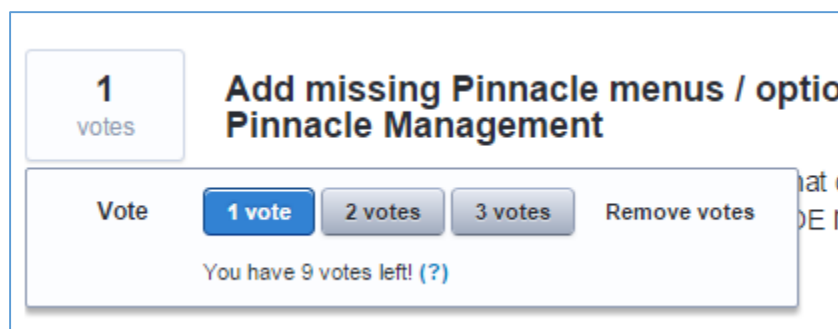 1
votes
Add missing Pinnacle menus /
Pinnacle Management
Vote
1 vote
2 votes
3 votes
Remove votes
You have 9 votes left! (?)